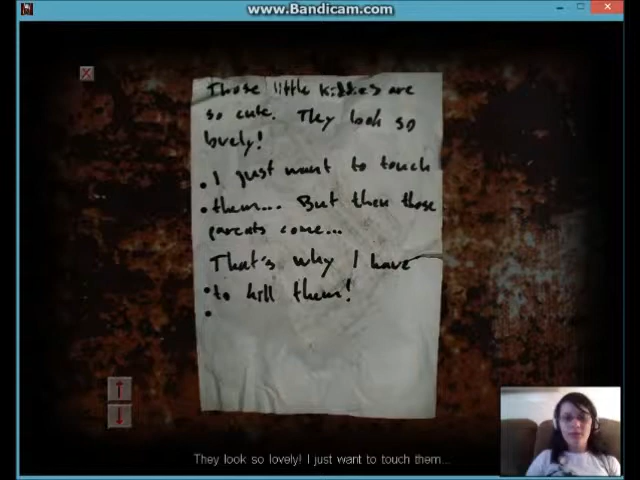 www.Bandicam.com
Those little kiddies are
so cute. They look so
lovely!
I just want to touch
them... But then those
parents come...
That's why I have
to kill them!
They look so lovely! I just want to touch them...